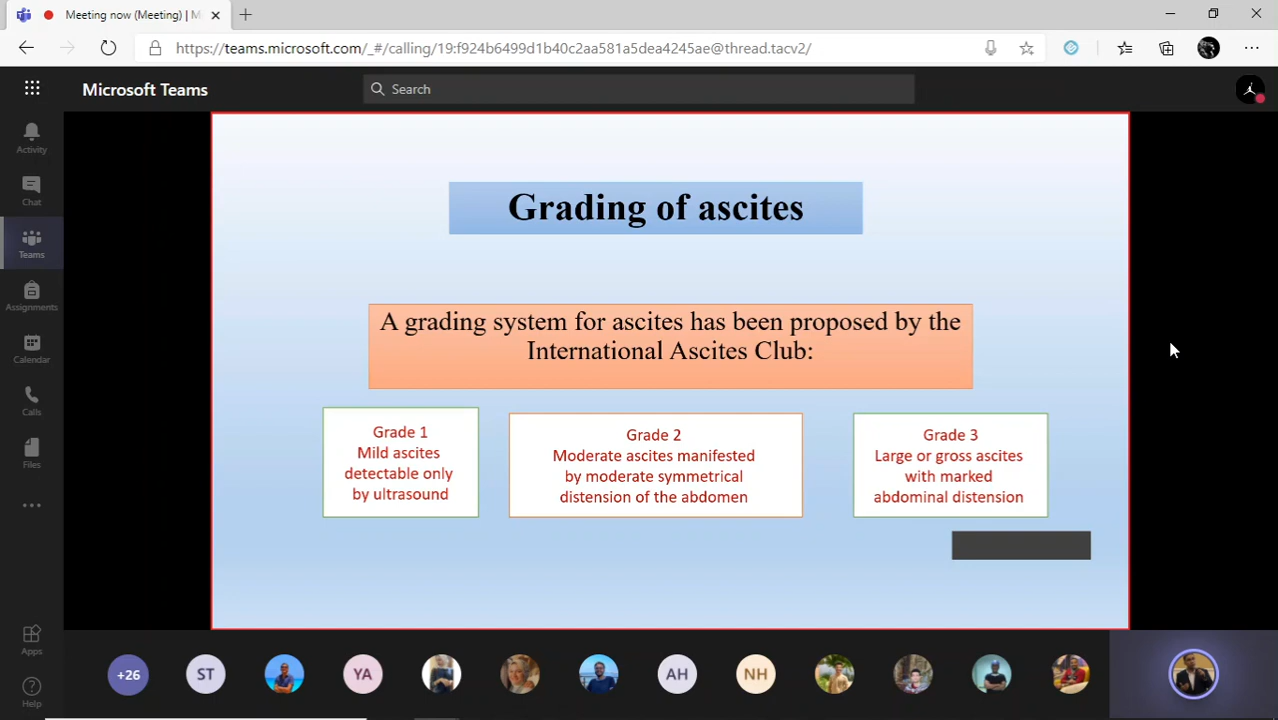 Meeting now (Meeting) | M
https://teams.microsoft.com/_#/calling/19:f924b6499d1b40c2aa581a5dea4245ae@thread.tacv2/
Microsoft Teams
Search
Activity
Chat
Teams
Assignments
Calendar
Calls
Files
Apps
Help
Grading of ascites
A grading system for ascites has been proposed by the
International Ascites Club:
Grade 1
Mild ascites
detectable only
by ultrasound
Grade 2
Moderate ascites manifested
by moderate symmetrical
distension of the abdomen
Grade 3
Large or gross ascites
with marked
abdominal distension
+26
ST
YA
AH
NH